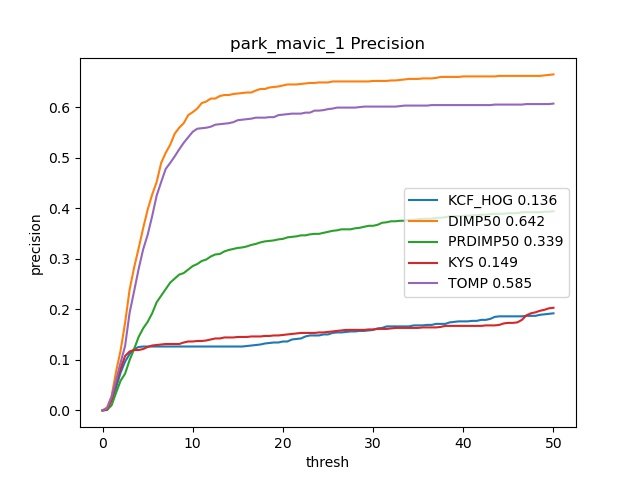 park_mavic_1 Precision
precision
0.6
0.5
0.4
0.3
0.2
0.1
0.0
KCF_HOG 0.136
DIMP50 0.642
PRDIMP50 0.339
KYS 0.149
TOMP 0.585
0 10 20 30 40 50
thresh